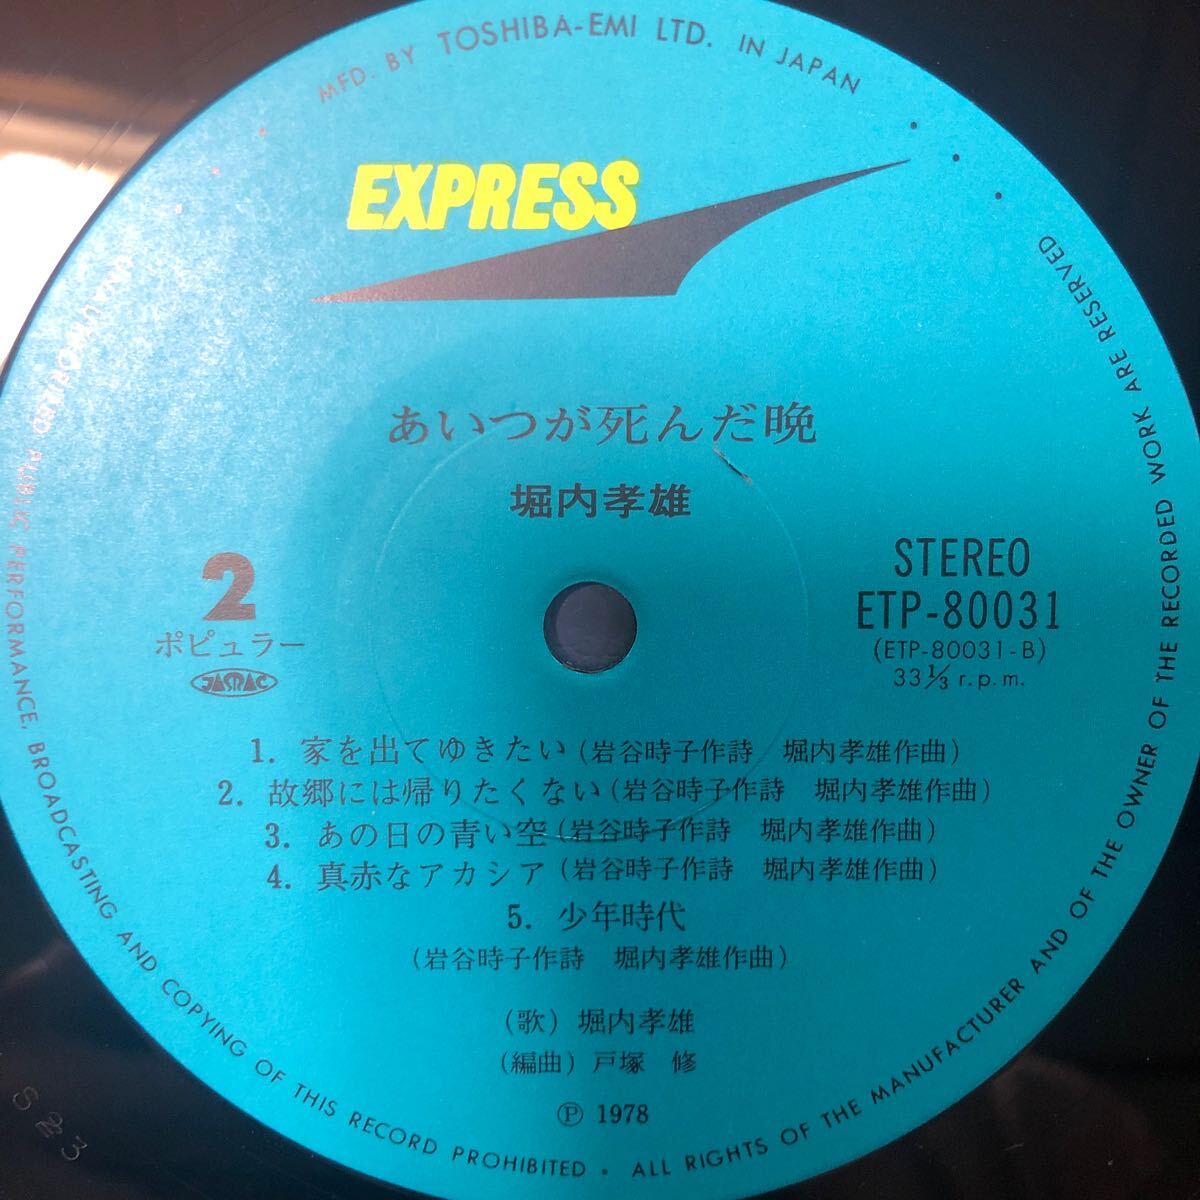 MFD. BY TOSHIBA-EMI LTD. IN JAPAN
EXPRESS
あいつが死んだ晩
堀内孝雄
2
ポピュラー
JASRAC
STEREO
ETP-80031
(ETP-80031-B)
33 1/3 r.p.m.
1. 家を出てゆきたい(岩谷時子作詩 堀内孝雄作曲)
2. 故郷には帰りたくない(岩谷時子作詩 堀内孝雄作曲)
3. あの日の青い空(岩谷時子作詩 堀内孝雄作曲)
4. 真赤なアカシア(岩谷時子作詩 堀内孝雄作曲)
5. 少年時代
(岩谷時子作詩 堀内孝雄作曲)
(歌) 堀内孝雄
(編曲) 戸塚 修
Ⓟ 1978
UNAUTHORIZED PUBLIC PERFORMANCE, BROADCASTING AND COPYING OF THIS RECORD PROHIBITED • ALL RIGHTS OF THE MANUFACTURER AND OF THE OWNER OF THE RECORDED WORK ARE RESERVED